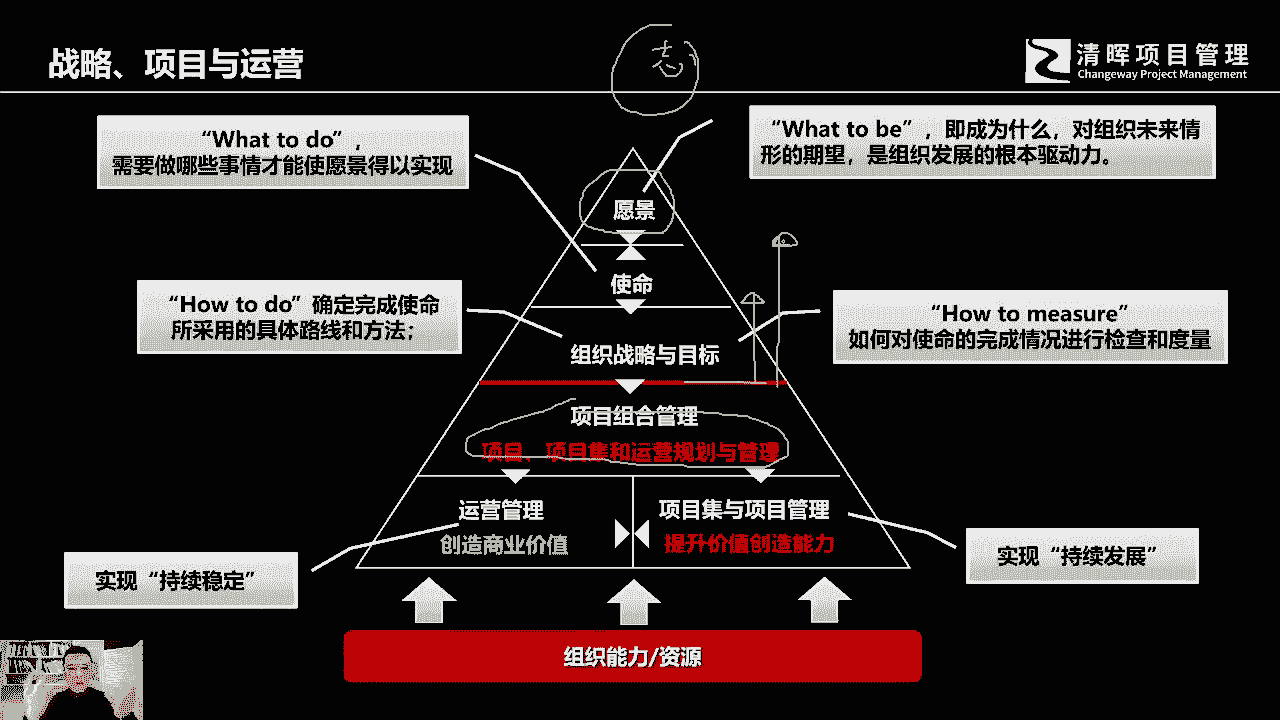 战略、项目与运营
志
清晖项目管理
Changeway Project Management
“What to do”，
需要做哪些事情才能使愿景得以实现
“What to be”，即成为什么，对组织未来情
形的期望，是组织发展的根本驱动力。
愿景
使命
“How to do”确定完成使命
所采用的具体路线和方法；
“How to measure”
如何对使命的完成情况进行检查和度量
组织战略与目标
项目组合管理
项目、项目集和运营规划与管理
运营管理
创造商业价值
项目集与项目管理
提升价值创造能力
实现“持续稳定”
实现“持续发展”
组织能力/资源